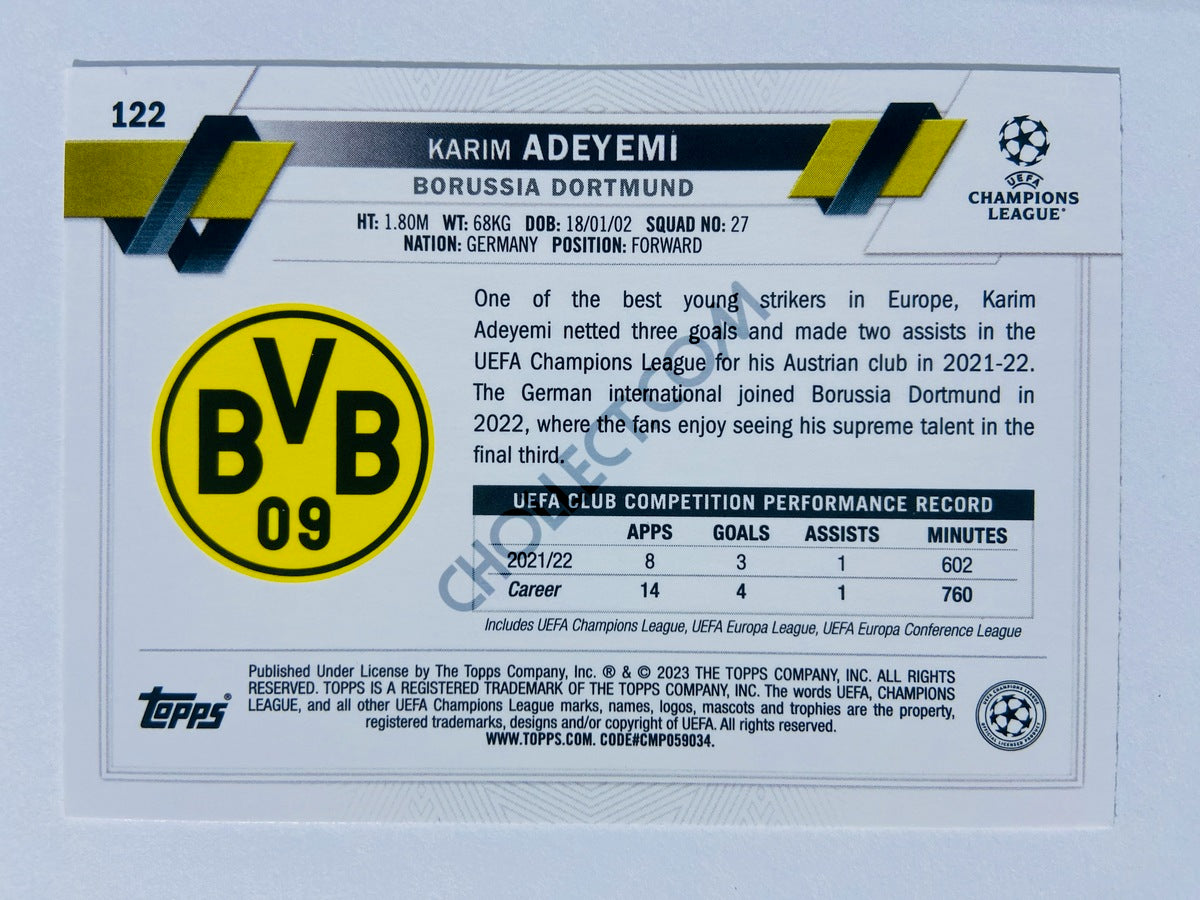 122
KARIM ADEYEMI
BORUSSIA DORTMUND
HT: 1.80M WT: 68KG DOB: 18/01/02 SQUAD NO: 27
NATION: GERMANY POSITION: FORWARD
UEFA
CHAMPIONS
LEAGUE®
BVB
09
One of the best young strikers in Europe, Karim
Adeyemi netted three goals and made two assists in the
UEFA Champions League for his Austrian club in 2021-22.
The German international joined Borussia Dortmund in
2022, where the fans enjoy seeing his supreme talent in the
final third.
CHOLLECT.COM
UEFA CLUB COMPETITION PERFORMANCE RECORD
APPS GOALS ASSISTS MINUTES
2021/22 8 3 1 602
Career 14 4 1 760
Includes UEFA Champions League, UEFA Europa League, UEFA Europa Conference League
Topps®
Published Under License by The Topps Company, Inc. ® & © 2023 THE TOPPS COMPANY, INC. ALL RIGHTS
RESERVED. TOPPS IS A REGISTERED TRADEMARK OF THE TOPPS COMPANY, INC. The words UEFA, CHAMPIONS
LEAGUE, and all other UEFA Champions League marks, names, logos, mascots and trophies are the property,
registered trademarks, designs and/or copyright of UEFA. All rights reserved.
WWW.TOPPS.COM. CODE#CMP059034.
UEFA CHAMPIONS LEAGUE
OFFICIAL LICENSED PRODUCT